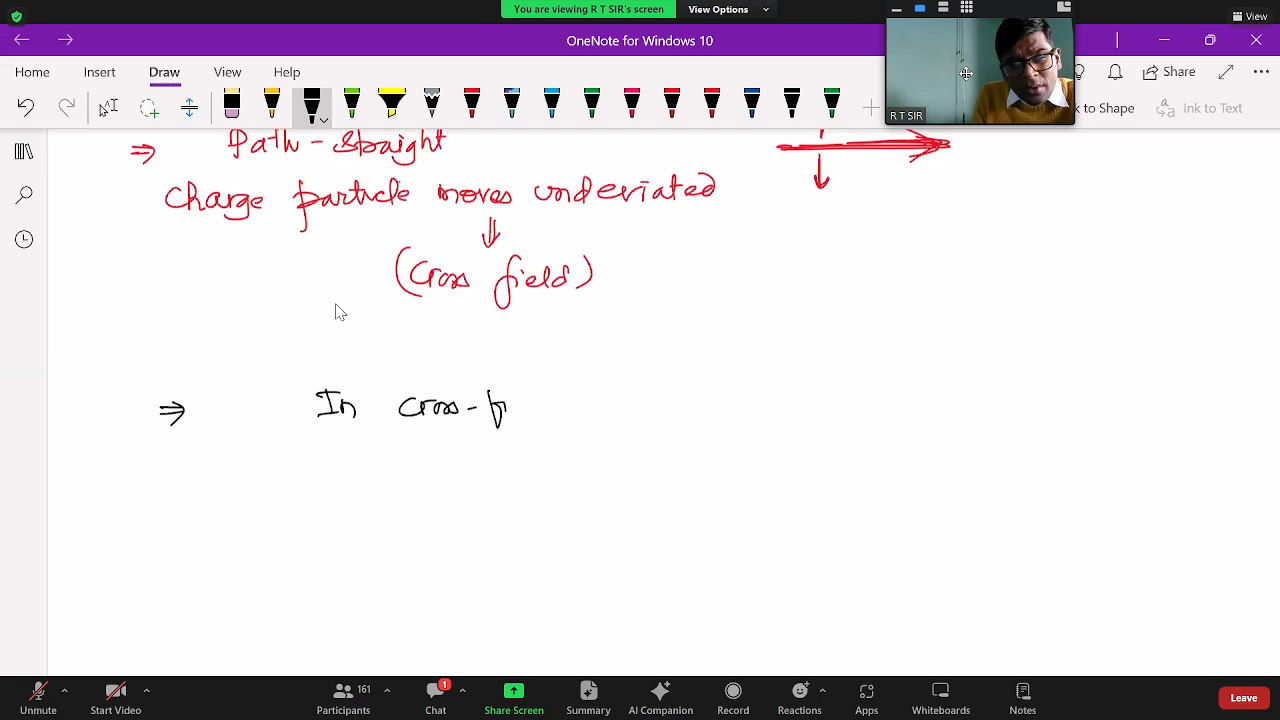 You are viewing R T SIR's screen
View Options
View
OneNote for Windows 10
Home Insert Draw View Help
Share
R T SIR
k to Shape
Ink to Text
⇒ Path - straight
charge particle moves undeviated
⇓
(Cross field)
⇒ In cross-f
Unmute
Start Video
161
Participants
1
Chat
Share Screen
Summary
AI Companion
Record
Reactions
Apps
Whiteboards
Notes
Leave